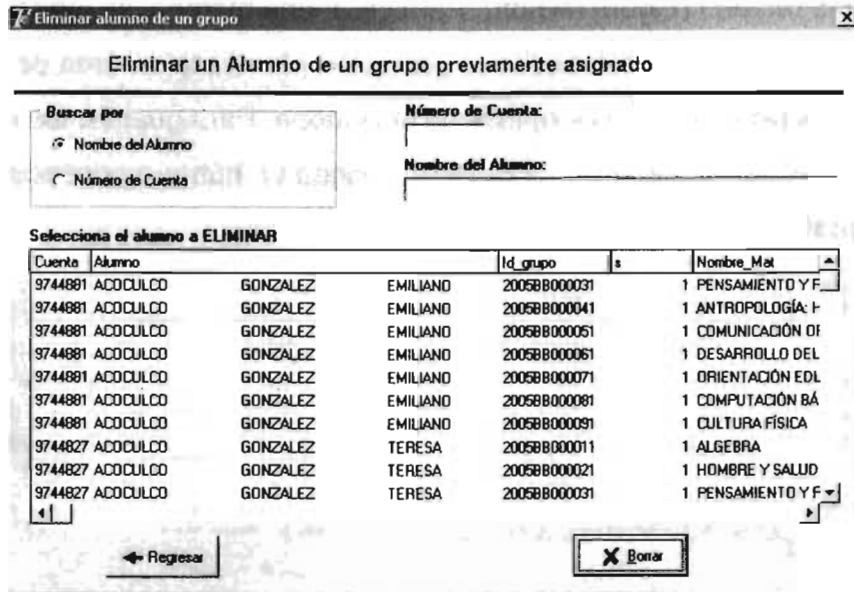 Eliminar alumno de un grupo
Eliminar un Alumno de un grupo previamente asignado
Buscar por
Nombre del Alumno
Número de Cuenta
Número de Cuenta:
Nombre del Alumno:
Selecciona el alumno a ELIMINAR
Cuenta Alumno Id_grupo s Nombre_Mat
9744881 ACOCULCO GONZALEZ EMILIANO 2005BB000031 1 PENSAMIENTO Y F
9744881 ACOCULCO GONZALEZ EMILIANO 2005BB000041 1 ANTROPOLOGÍA: H
9744881 ACOCULCO GONZALEZ EMILIANO 2005BB000051 1 COMUNICACIÓN OF
9744881 ACOCULCO GONZALEZ EMILIANO 2005BB000061 1 DESARROLLO DEL
9744881 ACOCULCO GONZALEZ EMILIANO 2005BB000071 1 ORIENTACIÓN EDL
9744881 ACOCULCO GONZALEZ EMILIANO 2005BB000081 1 COMPUTACIÓN BÁ
9744881 ACOCULCO GONZALEZ EMILIANO 2005BB000091 1 CULTURA FÍSICA
9744827 ACOCULCO GONZALEZ TERESA 2005BB000011 1 ALGEBRA
9744827 ACOCULCO GONZALEZ TERESA 2005BB000021 1 HOMBRE Y SALUD
9744827 ACOCULCO GONZALEZ TERESA 2005BB000031 1 PENSAMIENTO Y F
Regresar
Borrar